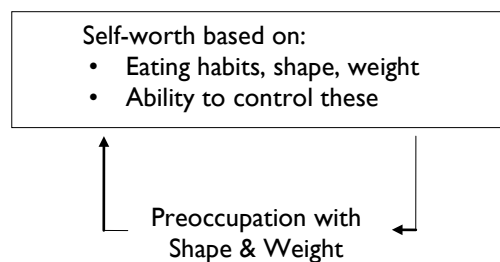 Self-worth based on:
• Eating habits, shape, weight
• Ability to control these
Preoccupation with
Shape & Weight